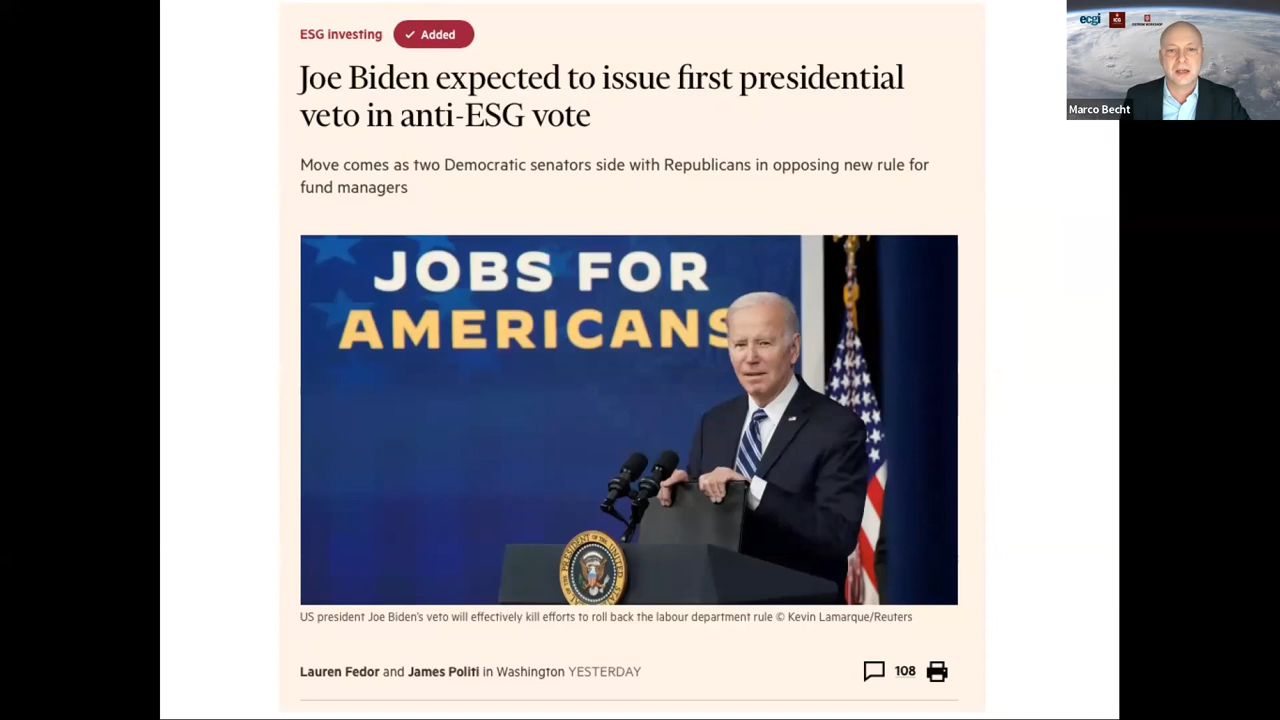 ESG investing
Added
Joe Biden expected to issue first presidential
veto in anti-ESG vote
Move comes as two Democratic senators side with Republicans in opposing new rule for
fund managers
JOBS FOR
AMERICANS
US president Joe Biden's veto will effectively kill efforts to roll back the labour department rule © Kevin Lamarque/Reuters
Lauren Fedor and James Politi in Washington YESTERDAY
108
ecgi
Marco Becht